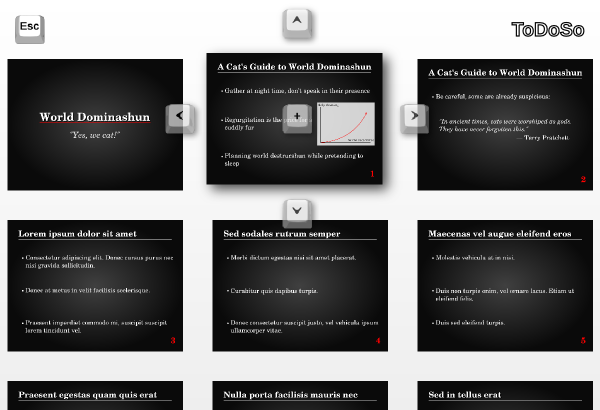 Esc
ToDoSo
World Dominashun
"Yes, we cat!"
A Cat's Guide to World Dominashun
• Gather at night time, don't speak in their presence
• Regurgitation is the
cuddly fur
• Planning world destrucshun while pretending to
sleep
1
A Cat's Guide to World Dominashun
• Be careful, some are already suspicious:
"In ancient times, cats were worshiped as gods.
They have never forgotten this."
— Terry Pratchett
2
Lorem ipsum dolor sit amet
• Consectetur adipiscing elit. Donec cursus purus nec
nisi gravida sollicitudin.
• Donec at metus in velit facilisis scelerisque.
• Praesent imperdiet commodo mi, suscipit suscipit
lorem tincidunt vel.
3
Sed sodales rutrum semper
• Morbi dictum egestas nisi sit amet placerat.
• Curabitur quis dapibus turpis.
• Donec consectetur suscipit justo, vel vehicula ipsum
ullamcorper vitae.
4
Maecenas vel augue eleifend eros
• Molestie vehicula at in nisi.
• Duis non turpis enim, vol ornare lacus. Etiam ut
eleifend felis.
• Duis sed eleifend turpis.
5
Praesent egestas quam quis erat
Nulla porta facilisis mauris nec
Sed in tellus erat